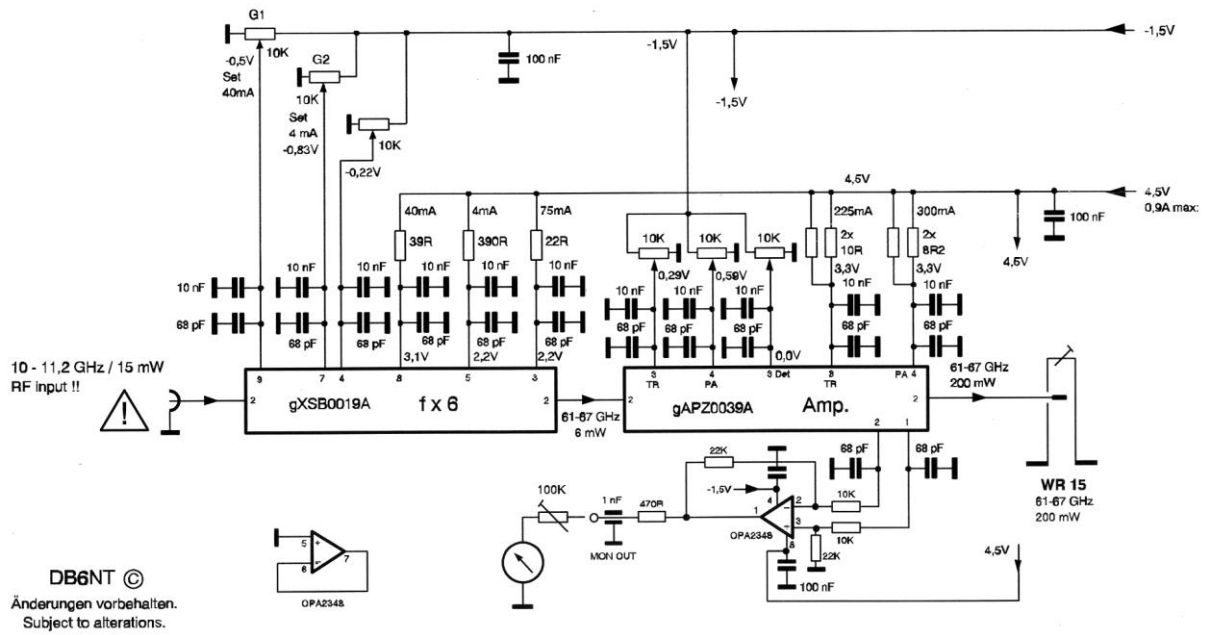 G1
10K
-0,5V
Set
40mA
G2
10K
Set
4 mA
-0,83V
10K
-0,22V
100 nF
-1,5V
-1,5V
-1,5V
4,5V
4,5V
0,9A max:
100 nF
4,5V
40mA
39R
4mA
390R
75mA
22R
10K
10K
10K
0,29V
0,59V
225mA
2x
10R
3,3V
300mA
2x
8R2
3,3V
10 nF
10 nF
10 nF
10 nF
10 nF
10 nF
10 nF
10 nF
10 nF
10 nF
10 nF
68 pF
68 pF
68 pF
68 pF
68 pF
68 pF
68 pF
68 pF
68 pF
68 pF
68 pF
3,1V
2,2V
2,2V
0,0V
10 - 11,2 GHz / 15 mW
RF input !!
9
7
4
8
5
3
2
gXSB0019A
f x 6
2
61-67 GHz
6 mW
3
TR
4
PA
3 Det
3
TR
PA 4
2
gAPZ0039A
Amp.
2
2
1
61-67 GHz
200 mW
68 pF
68 pF
WR 15
61-67 GHz
200 mW
22K
-1,5V
4
2
3
1
8
OPA2348
10K
10K
22K
100 nF
4,5V
100K
1 nF
470R
MON OUT
5
6
7
OPA2348
DB6NT ©
Änderungen vorbehalten.
Subject to alterations.